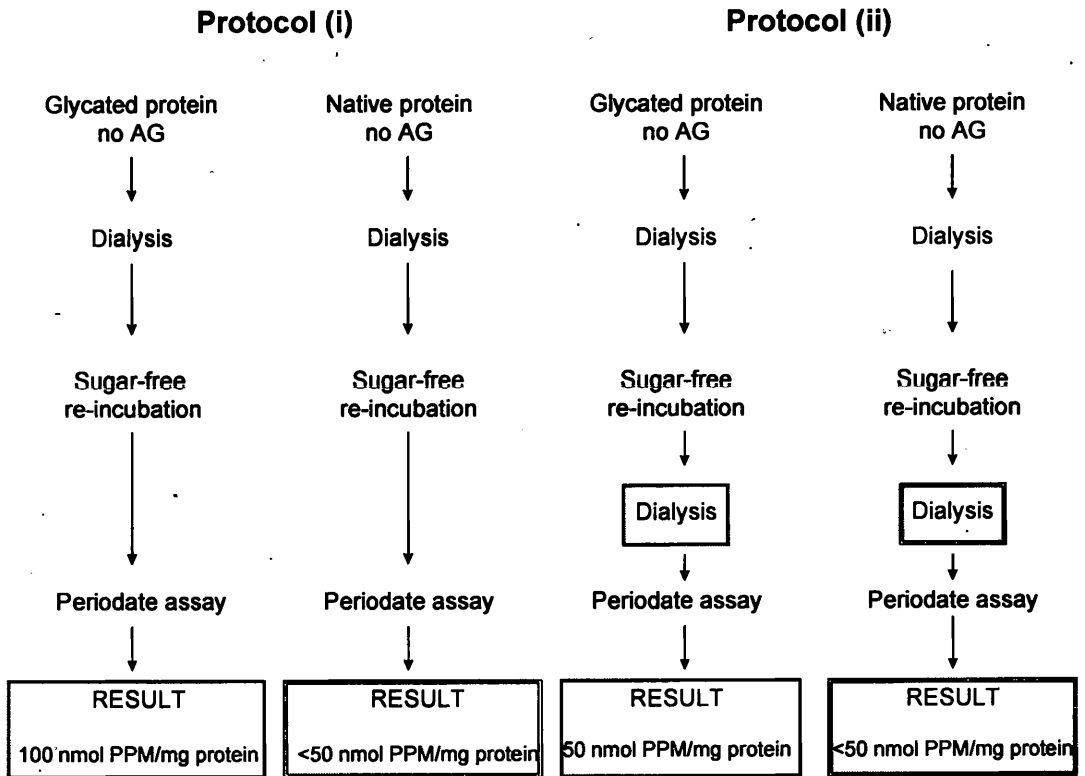 Protocol (i)
Glycated protein
no AG
Dialysis
Sugar-free
re-incubation
Periodate assay
RESULT
100 nmol PPM/mg protein
Native protein
no AG
Dialysis
Sugar-free
re-incubation
Periodate assay
RESULT
<50 nmol PPM/mg protein
Protocol (ii)
Glycated protein
no AG
Dialysis
Sugar-free
re-incubation
Dialysis
Periodate assay
RESULT
50 nmol PPM/mg protein
Native protein
no AG
Dialysis
Sugar-free
re-incubation
Dialysis
Periodate assay
RESULT
<50 nmol PPM/mg protein